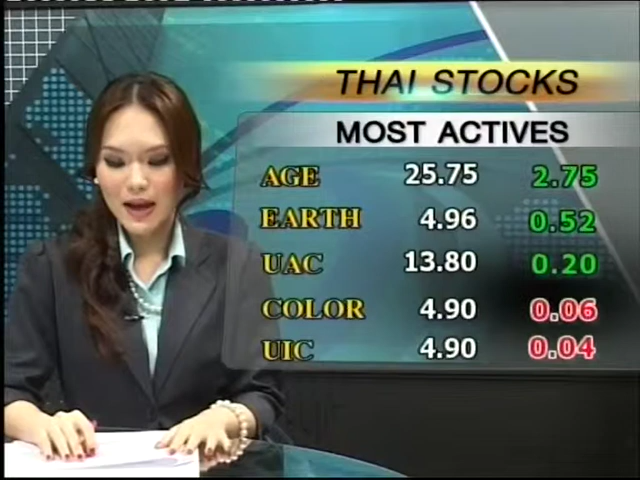 THAI STOCKS
MOST ACTIVES
AGE 25.75 2.75
EARTH 4.96 0.52
UAC 13.80 0.20
COLOR 4.90 0.06
UIC 4.90 0.04